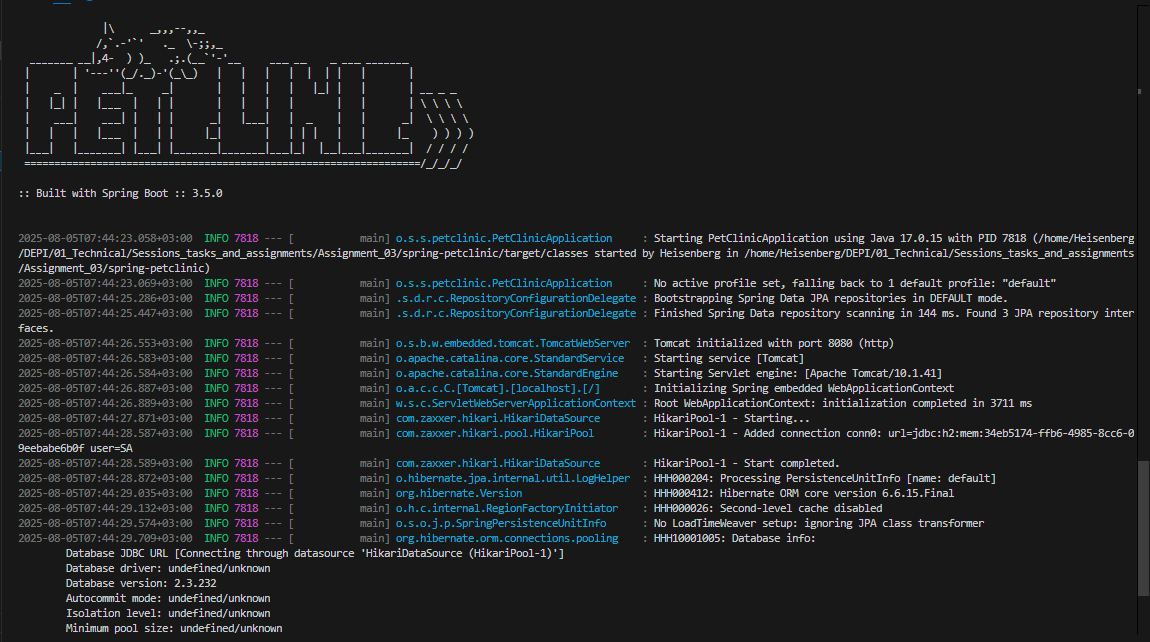 :: Built with Spring Boot :: 3.5.0
2025-08-05T07:44:23.058+03:00  INFO 7818 --- [           main] o.s.s.petclinic.PetClinicApplication     : Starting PetClinicApplication using Java 17.0.15 with PID 7818 (/home/Heisenberg
/DEPI/01_Technical/Sessions_tasks_and_assignments/Assignment_03/spring-petclinic/target/classes started by Heisenberg in /home/Heisenberg/DEPI/01_Technical/Sessions_tasks_and_assignments
/Assignment_03/spring-petclinic)
2025-08-05T07:44:23.069+03:00  INFO 7818 --- [           main] o.s.s.petclinic.PetClinicApplication     : No active profile set, falling back to 1 default profile: "default"
2025-08-05T07:44:25.286+03:00  INFO 7818 --- [           main] .s.d.r.c.RepositoryConfigurationDelegate : Bootstrapping Spring Data JPA repositories in DEFAULT mode.
2025-08-05T07:44:25.447+03:00  INFO 7818 --- [           main] .s.d.r.c.RepositoryConfigurationDelegate : Finished Spring Data repository scanning in 144 ms. Found 3 JPA repository inter
faces.
2025-08-05T07:44:26.553+03:00  INFO 7818 --- [           main] o.s.b.w.embedded.tomcat.TomcatWebServer  : Tomcat initialized with port 8080 (http)
2025-08-05T07:44:26.583+03:00  INFO 7818 --- [           main] o.apache.catalina.core.StandardService   : Starting service [Tomcat]
2025-08-05T07:44:26.584+03:00  INFO 7818 --- [           main] o.apache.catalina.core.StandardEngine    : Starting Servlet engine: [Apache Tomcat/10.1.41]
2025-08-05T07:44:26.887+03:00  INFO 7818 --- [           main] o.a.c.c.C.[Tomcat].[localhost].[/]       : Initializing Spring embedded WebApplicationContext
2025-08-05T07:44:26.889+03:00  INFO 7818 --- [           main] w.s.c.ServletWebServerApplicationContext : Root WebApplicationContext: initialization completed in 3711 ms
2025-08-05T07:44:27.871+03:00  INFO 7818 --- [           main] com.zaxxer.hikari.HikariDataSource       : HikariPool-1 - Starting...
2025-08-05T07:44:28.587+03:00  INFO 7818 --- [           main] com.zaxxer.hikari.pool.HikariPool        : HikariPool-1 - Added connection conn0: url=jdbc:h2:mem:34eb5174-ffb6-4985-8cc6-0
9eebabe6b0f user=SA
2025-08-05T07:44:28.589+03:00  INFO 7818 --- [           main] com.zaxxer.hikari.HikariDataSource       : HikariPool-1 - Start completed.
2025-08-05T07:44:28.872+03:00  INFO 7818 --- [           main] o.hibernate.jpa.internal.util.LogHelper  : HHH000204: Processing PersistenceUnitInfo [name: default]
2025-08-05T07:44:29.035+03:00  INFO 7818 --- [           main] org.hibernate.Version                    : HHH000412: Hibernate ORM core version 6.6.15.Final
2025-08-05T07:44:29.132+03:00  INFO 7818 --- [           main] o.h.c.internal.RegionFactoryInitiator    : HHH000026: Second-level cache disabled
2025-08-05T07:44:29.574+03:00  INFO 7818 --- [           main] o.s.o.j.p.SpringPersistenceUnitInfo      : No LoadTimeWeaver setup: ignoring JPA class transformer
2025-08-05T07:44:29.709+03:00  INFO 7818 --- [           main] org.hibernate.orm.connections.pooling    : HHH10001005: Database info:
Database JDBC URL [Connecting through datasource 'HikariDataSource (HikariPool-1)']
Database driver: undefined/unknown
Database version: 2.3.232
Autocommit mode: undefined/unknown
Isolation level: undefined/unknown
Minimum pool size: undefined/unknown